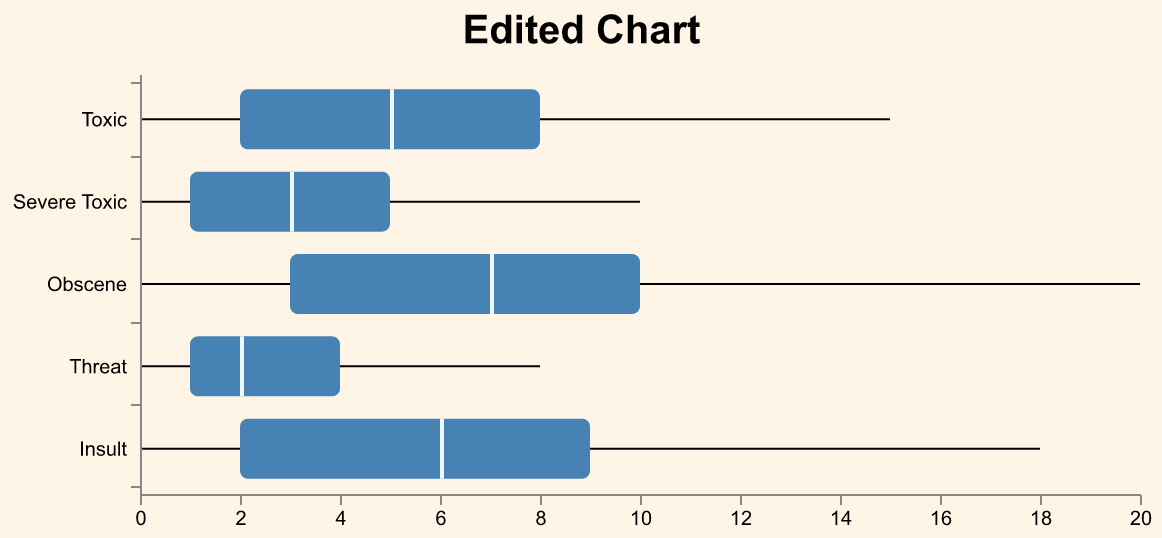 Edited Chart
Toxic
Severe Toxic
Obscene
Threat
Insult
0 2 4 6 8 10 12 14 16 18 20